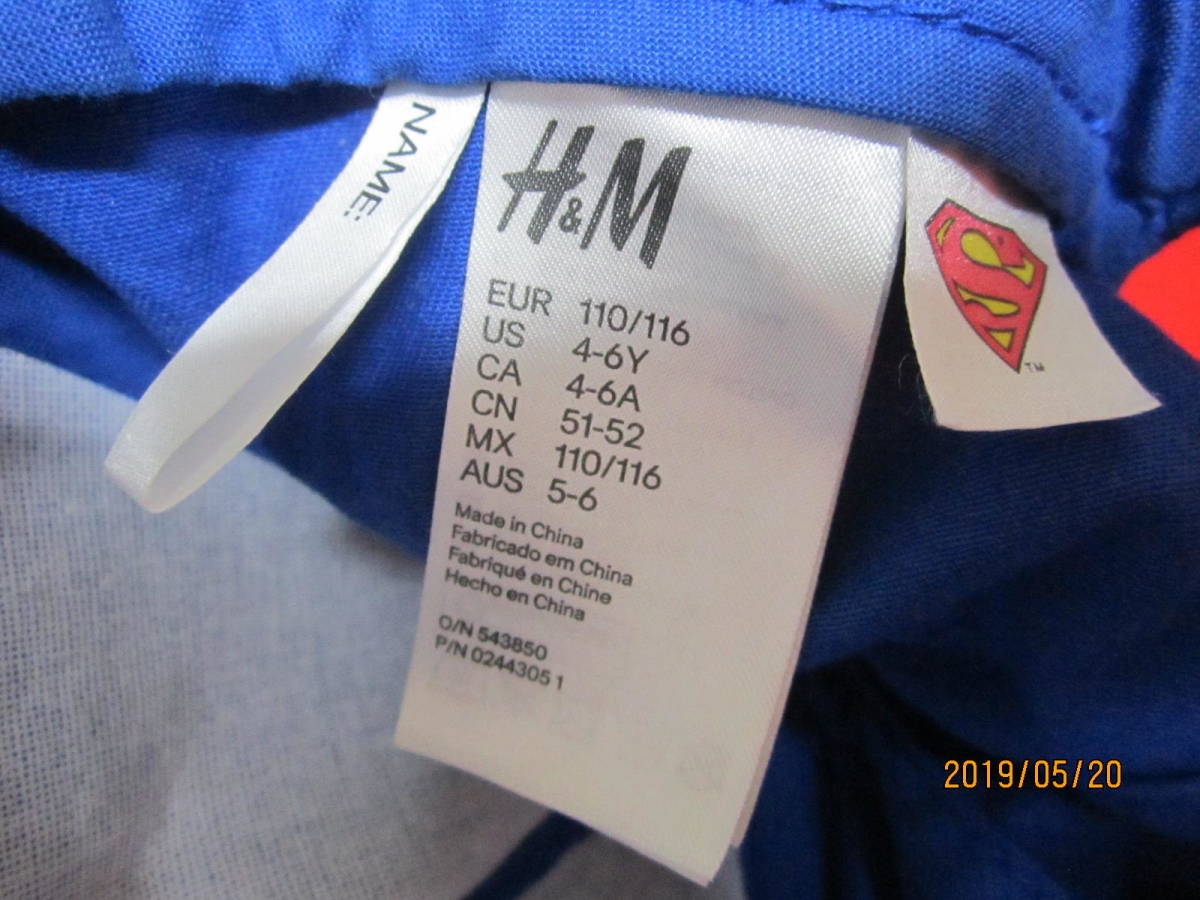 NAME:
H&M
EUR 110/116
US 4-6Y
CA 4-6A
CN 51-52
MX 110/116
AUS 5-6
Made in China
Fabricado em China
Fabriqué en Chine
Hecho en China
O/N 543850
P/N 0244305 1
S
TM
2019/05/20